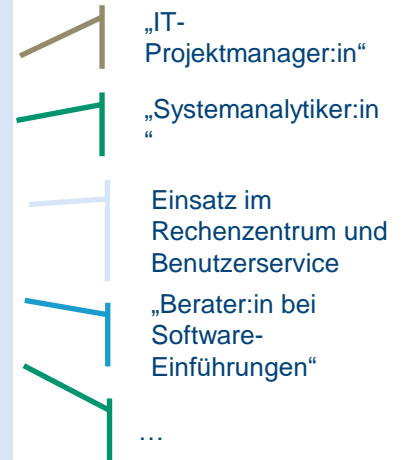 „IT-
Projektmanager:in“
„Systemanalytiker:in
“
Einsatz im
Rechenzentrum und
Benutzerservice
„Berater:in bei
Software-
Einführungen“
…